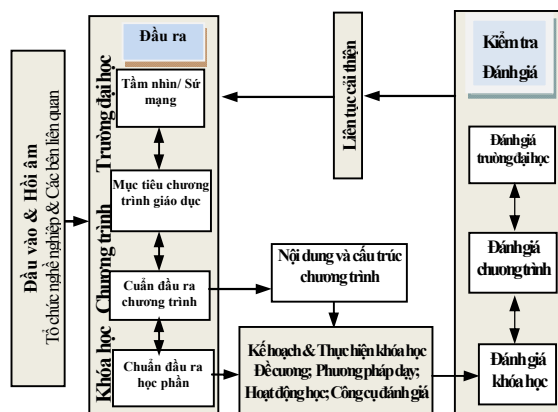 Đầu vào & Hồi âm
Tổ chức nghề nghiệp & Các bên liên quan
Khóa học Chương trình Trường đại học
Đầu ra
Tầm nhìn/ Sứ
mạng
Mục tiêu chương
trình giáo dục
Cuẩn đầu ra
chương trình
Chuẩn đầu ra
học phần
Nội dung và cấu trúc
chương trình
Kế hoạch & Thực hiện khóa học
Đề cương; Phương pháp dạy;
Hoạt động học; Công cụ đánh giá
Liên tục cải thiện
Kiểm tra
Đánh giá
Đánh giá
trường đại học
Đánh giá
chương trình
Đánh giá
khóa học